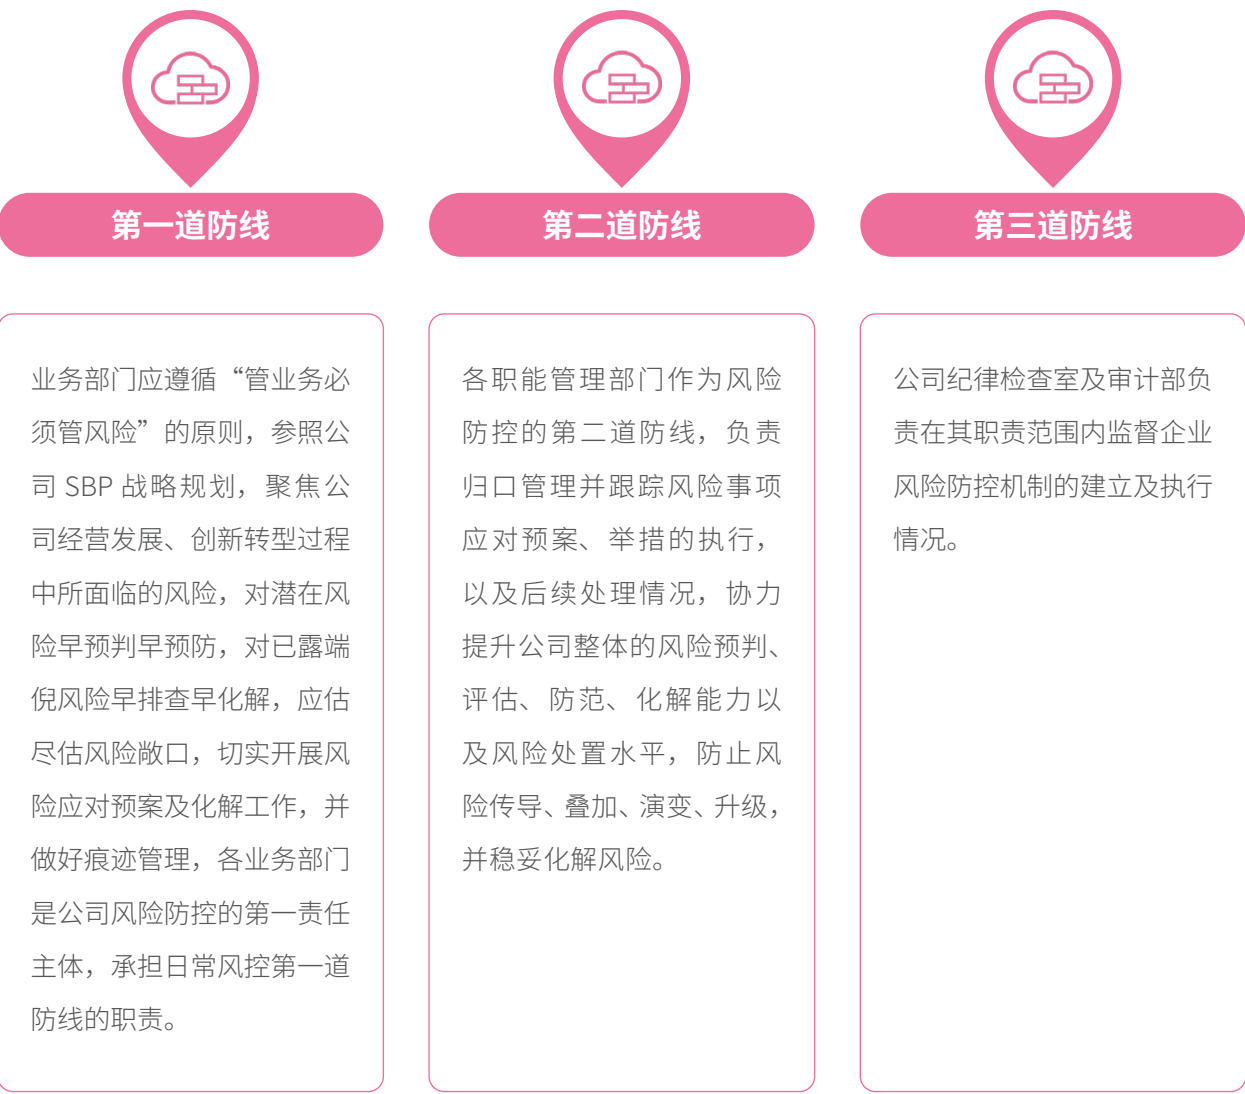 第一道防线
业务部门应遵循“管业务必
须管风险”的原则，参照公
司 SBP 战略规划，聚焦公
司经营发展、创新转型过程
中所面临的风险，对潜在风
险早预判早预防，对已露端
倪风险早排查早化解，应估
尽估风险敞口，切实开展风
险应对预案及化解工作，并
做好痕迹管理，各业务部门
是公司风险防控的第一责任
主体，承担日常风控第一道
防线的职责。
第二道防线
各职能管理部门作为风险
防控的第二道防线，负责
归口管理并跟踪风险事项
应对预案、举措的执行，
以及后续处理情况，协力
提升公司整体的风险预判、
评估、防范、化解能力以
及风险处置水平，防止风
险传导、叠加、演变、升级，
并稳妥化解风险。
第三道防线
公司纪律检查室及审计部负
责在其职责范围内监督企业
风险防控机制的建立及执行
情况。